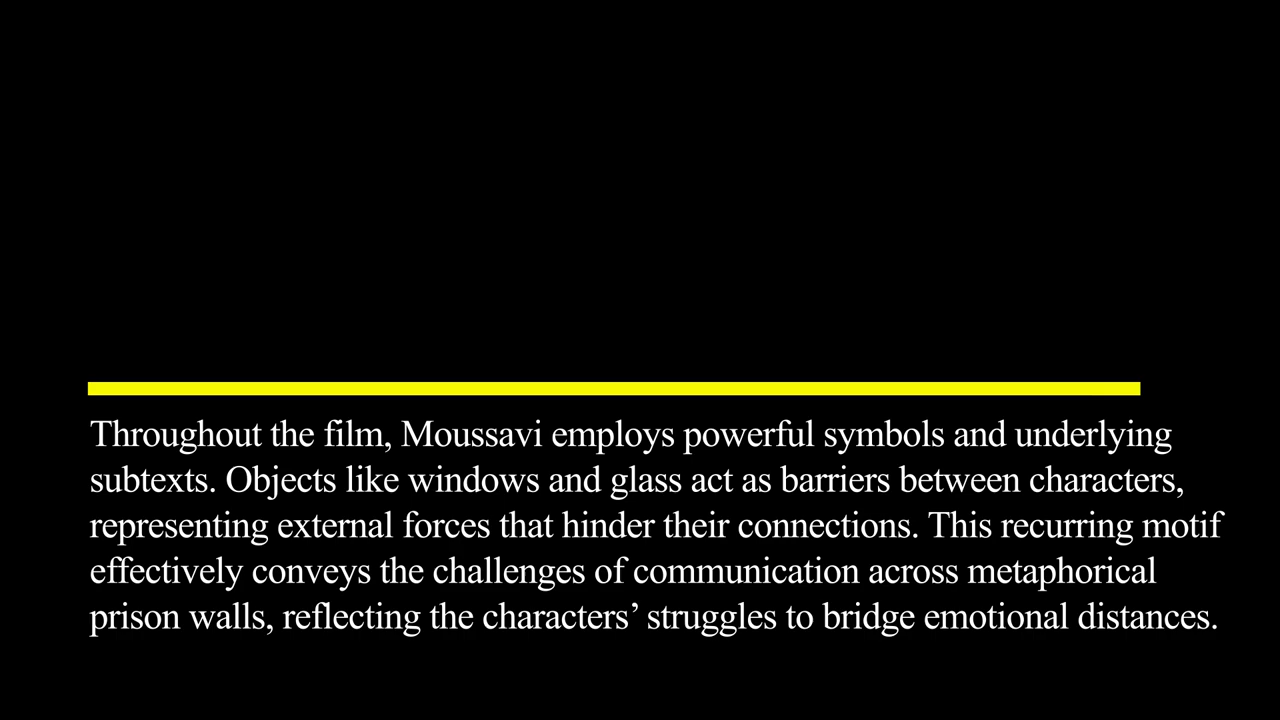 Throughout the film, Moussavi employs powerful symbols and underlying
subtexts. Objects like windows and glass act as barriers between characters,
representing external forces that hinder their connections. This recurring motif
effectively conveys the challenges of communication across metaphorical
prison walls, reflecting the characters’ struggles to bridge emotional distances.